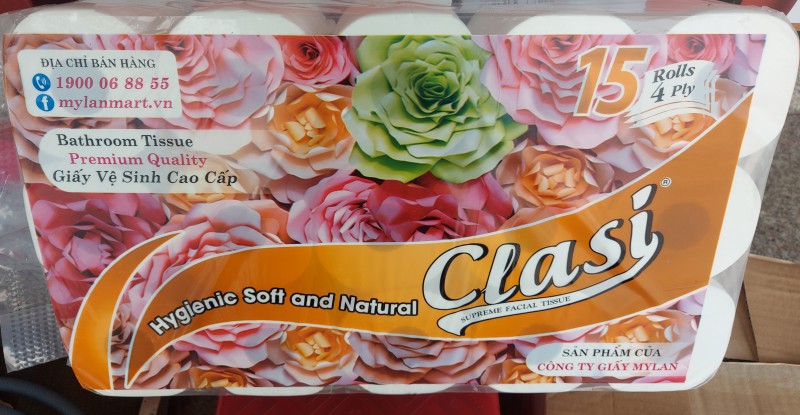 ĐỊA CHỈ BÁN HÀNG
1900 06 88 55
mylanmart.vn
15 Rolls
4 Ply
Bathroom Tissue
Premium Quality
Giấy Vệ Sinh Cao Cấp
Clasi®
Hygienic Soft and Natural
SUPREME FACIAL TISSUE
SẢN PHẨM CỦA
CÔNG TY GIẤY MYLAN